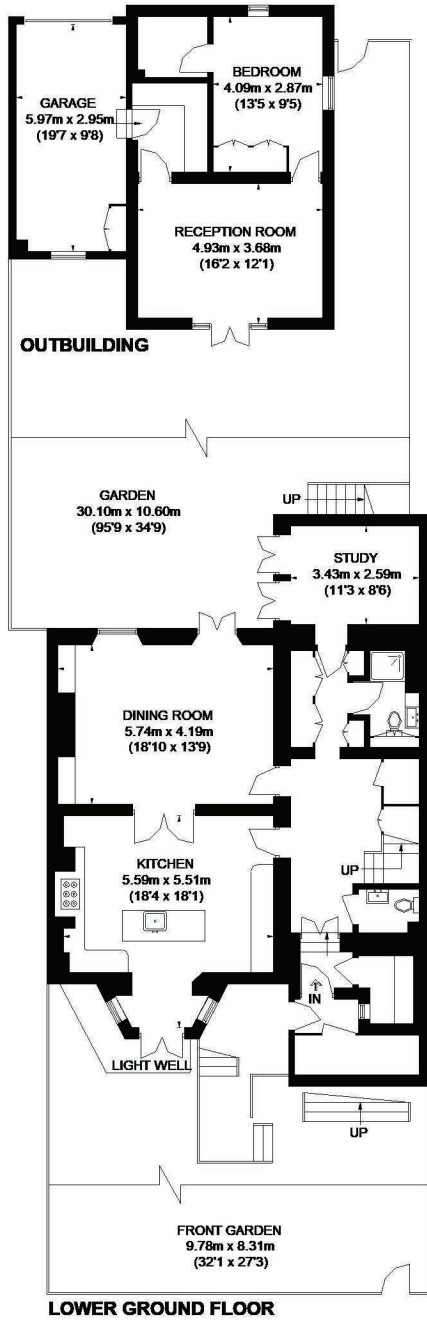 GARAGE
5.97m x 2.95m
(19'7 x 9'8)
BEDROOM
4.09m x 2.87m
(13'5 x 9'5)
RECEPTION ROOM
4.93m x 3.68m
(16'2 x 12'1)
OUTBUILDING
GARDEN
30.10m x 10.60m
(95'9 x 34'9)
UP
STUDY
3.43m x 2.59m
(11'3 x 8'6)
DINING ROOM
5.74m x 4.19m
(18'10 x 13'9)
KITCHEN
5.59m x 5.51m
(18'4 x 18'1)
UP
IN
LIGHT WELL
UP
FRONT GARDEN
9.78m x 8.31m
(32'1 x 27'3)
LOWER GROUND FLOOR